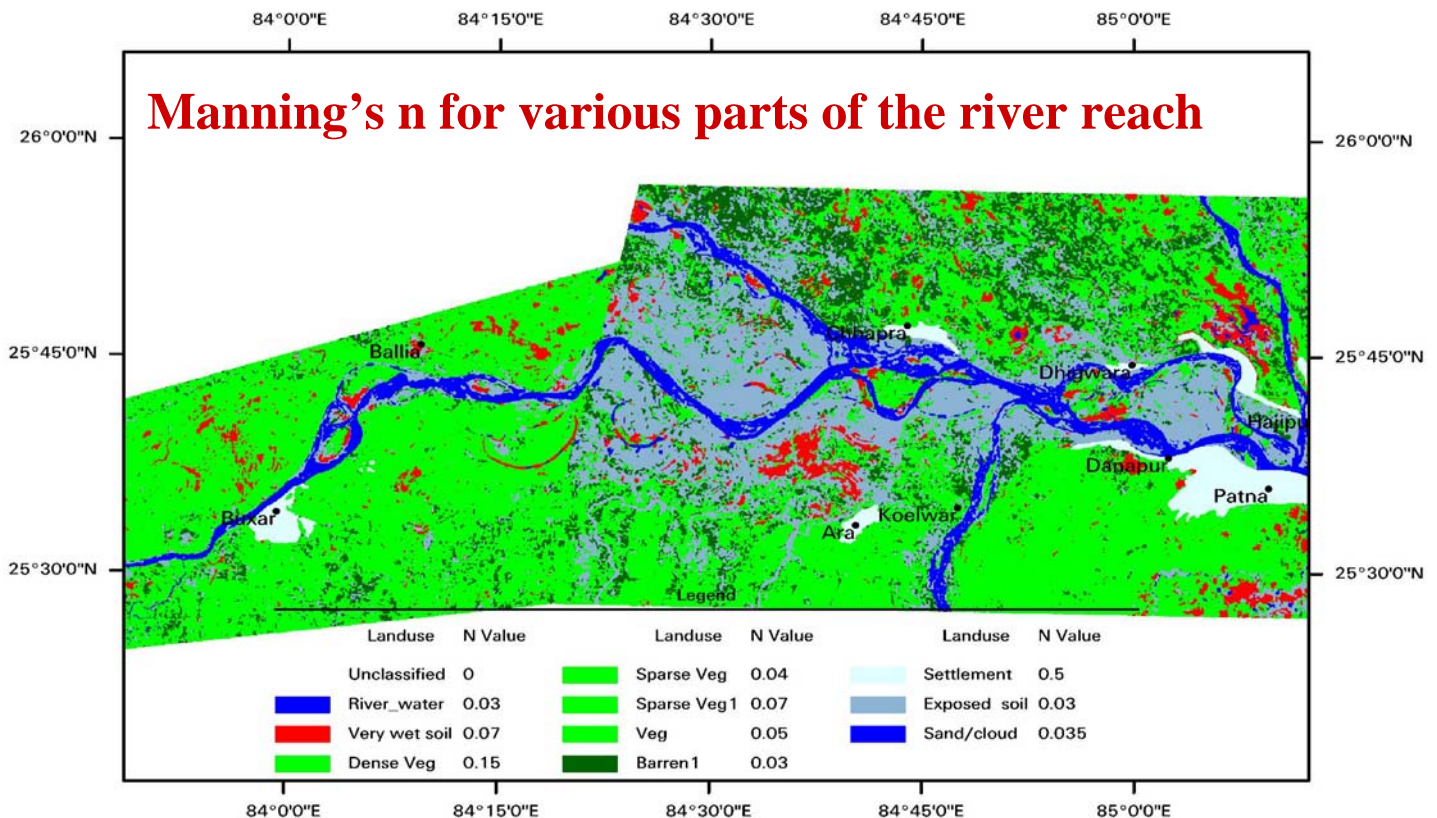 84°0'0"E 84°15'0"E 84°30'0"E 84°45'0"E 85°0'0"E
Manning’s n for various parts of the river reach
26°0'0"N 26°0'0"N
Chhapra
25°45'0"N 25°45'0"N
Ballia
Dhigwara
Hajipu
Danapur
Patna
Buxar
Koelwar
Ara
25°30'0"N 25°30'0"N
Legend
Landuse N Value Landuse N Value Landuse N Value
Unclassified 0 Sparse Veg 0.04 Settlement 0.5
River_water 0.03 Sparse Veg1 0.07 Exposed soil 0.03
Very wet soil 0.07 Veg 0.05 Sand/cloud 0.035
Dense Veg 0.15 Barren1 0.03
84°0'0"E 84°15'0"E 84°30'0"E 84°45'0"E 85°0'0"E